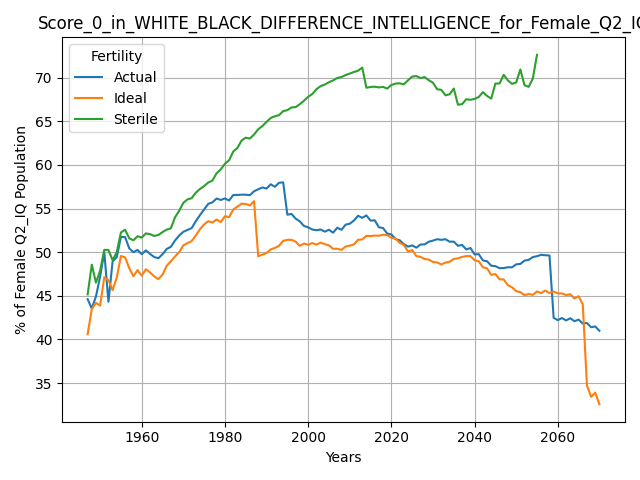 Score_0_in_WHITE_BLACK_DIFFERENCE_INTELLIGENCE_for_Female_Q2_IQ
Fertility
Actual
Ideal
Sterile
% of Female Q2_IQ Population
70
65
60
55
50
45
40
35
1960 1980 2000 2020 2040 2060
Years